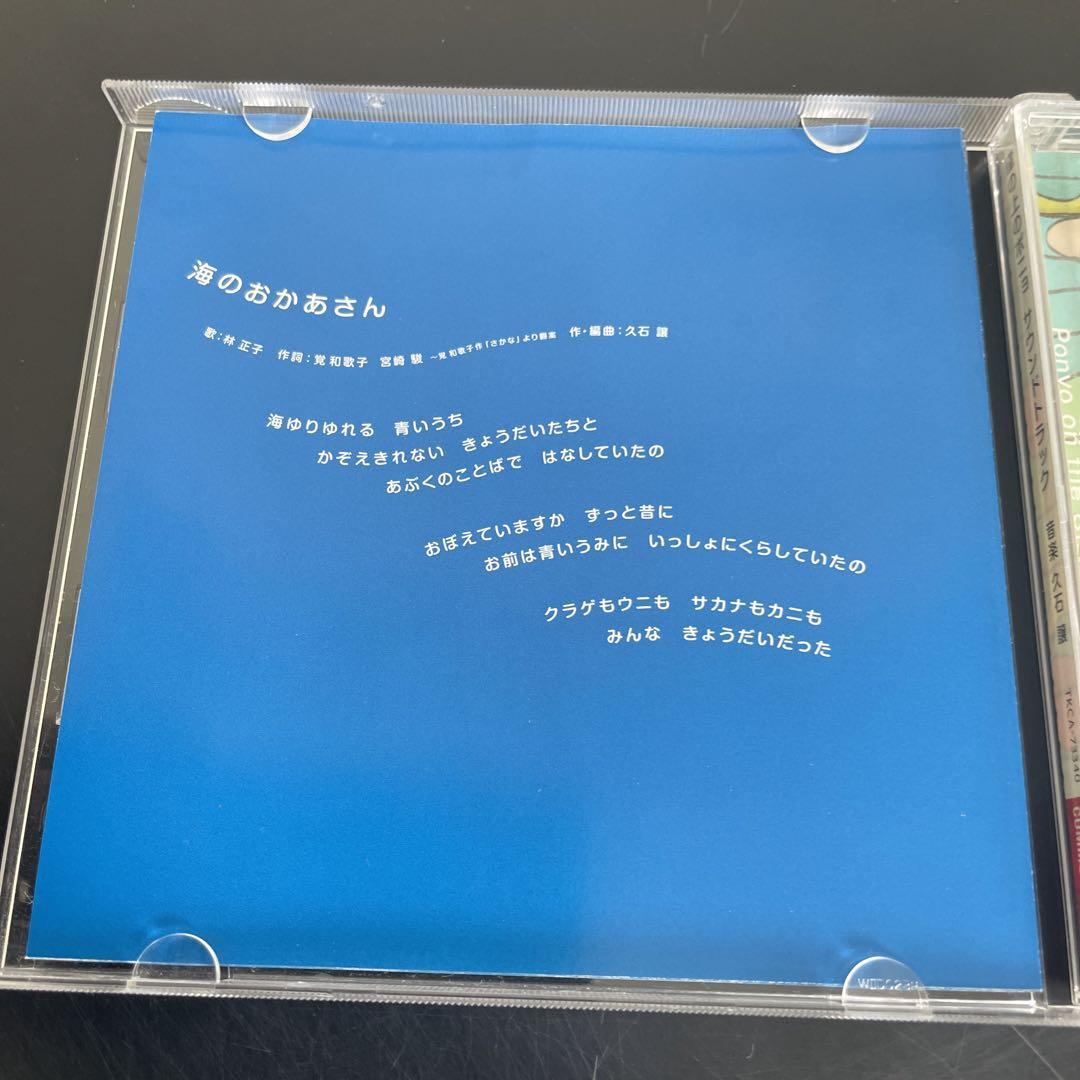 海のおかあさん
歌:林 正子　作詞:覚 和歌子　宮崎 駿　～覚 和歌子作「さかな」より翻案　作・編曲:久石 譲
海ゆりゆれる　青いうち
かぞえきれない　きょうだいたちと
あぶくのことばで　はなしていたの
おぼえていますか　ずっと昔に
お前は青いうみに　いっしょにくらしていたの
クラゲもウニも　サカナもカニも
みんな　きょうだいだった
の上のポニョ　サウンドトラック　音楽 久石 譲
TKCA-73340
Ponyo on the